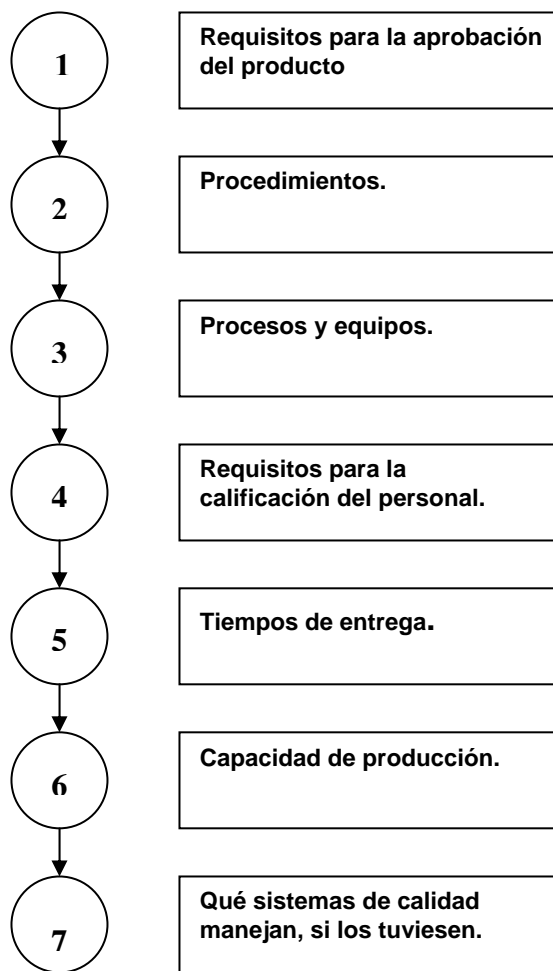 1
Requisitos para la aprobación
del producto
2
Procedimientos.
3
Procesos y equipos.
4
Requisitos para la
calificación del personal.
5
Tiempos de entrega.
6
Capacidad de producción.
7
Qué sistemas de calidad
manejan, si los tuviesen.